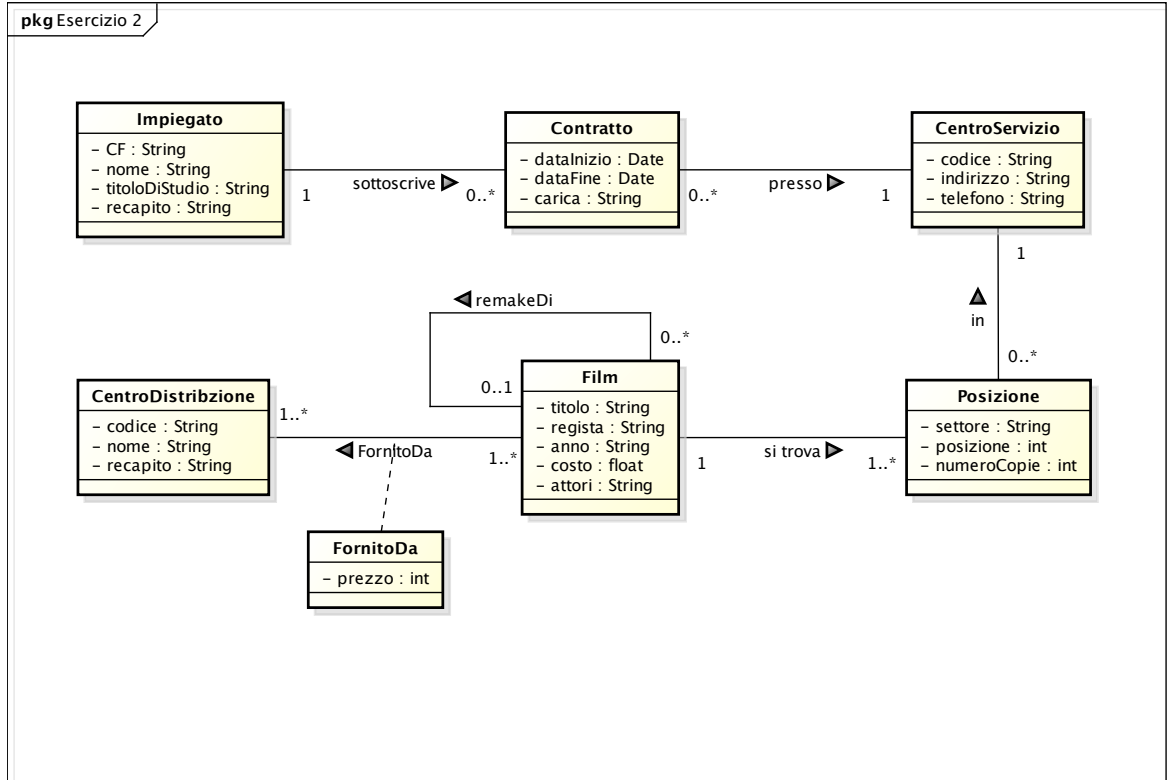 pkg Esercizio 2
Impiegato
– CF : String
– nome : String
– titoloDiStudio : String
– recapito : String
1
sottoscrive
0..*
Contratto
– dataInizio : Date
– dataFine : Date
– carica : String
0..*
presso
1
CentroServizio
– codice : String
– indirizzo : String
– telefono : String
1
in
0..*
remakeDi
0..*
0..1
CentroDistribzione
– codice : String
– nome : String
– recapito : String
1..*
FornitoDa
1..*
Film
– titolo : String
– regista : String
– anno : String
– costo : float
– attori : String
1
si trova
1..*
Posizione
– settore : String
– posizione : int
– numeroCopie : int
FornitoDa
– prezzo : int